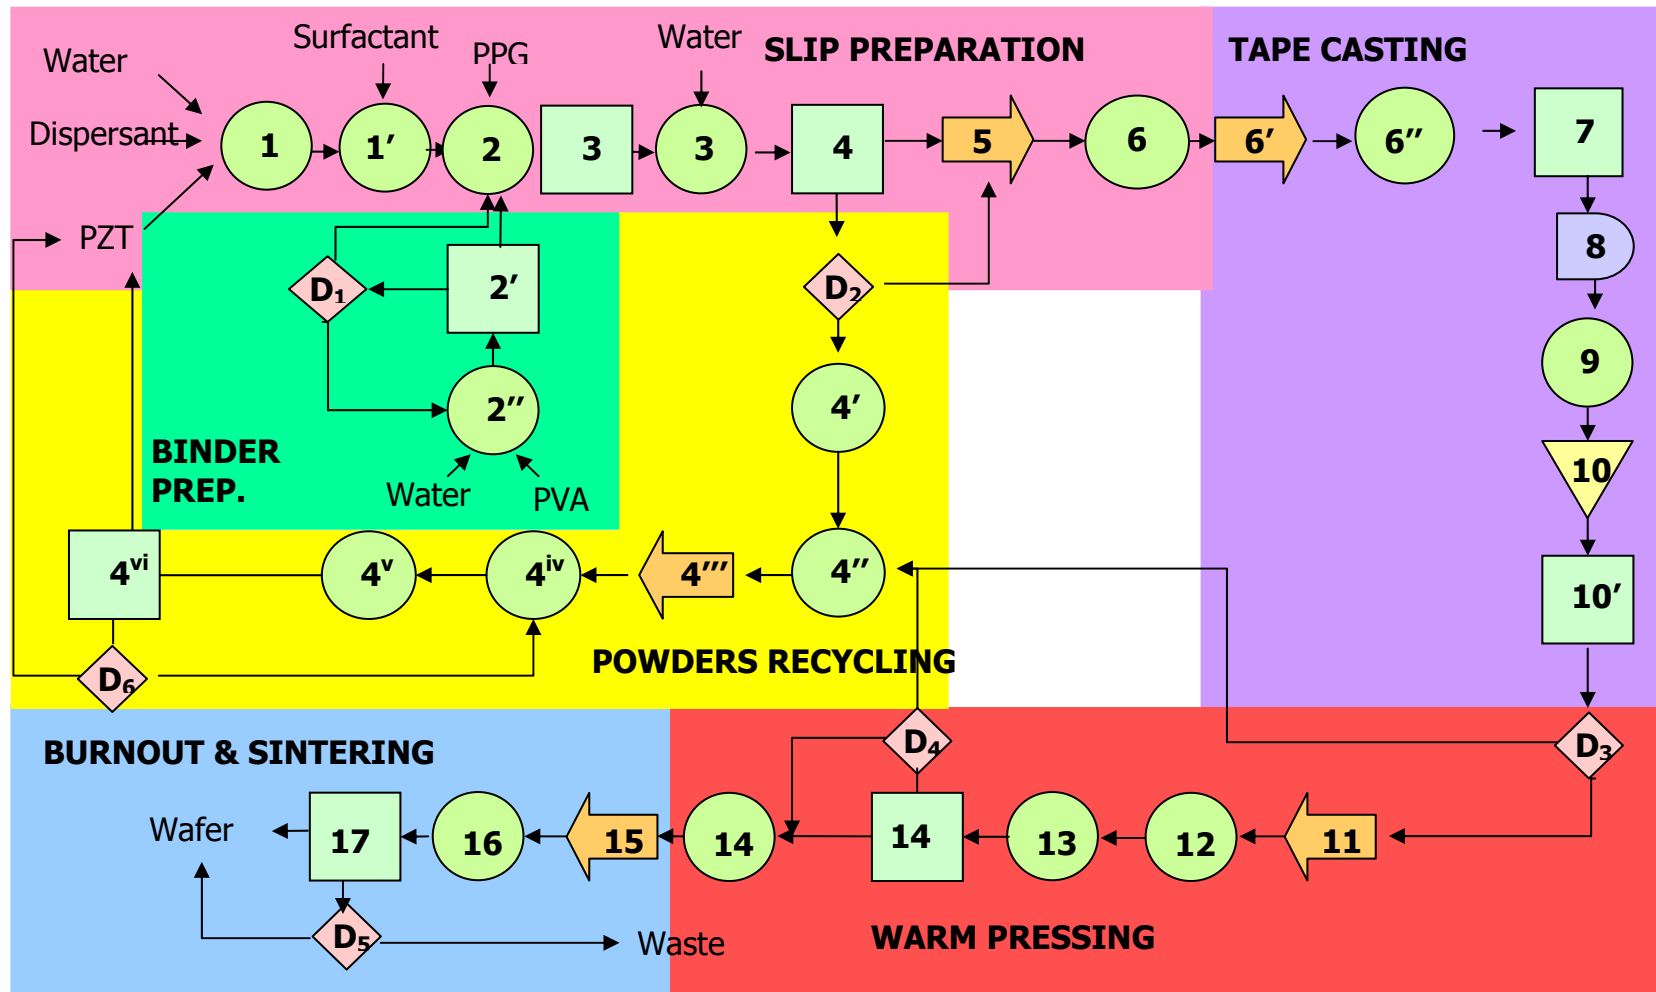 Water
Surfactant
PPG
Water
SLIP PREPARATION
TAPE CASTING
Dispersant
1
1′
2
3
3
4
5
6
6′
6′′
7
PZT
8
D₁
2′
D₂
9
2′′
4′
BINDER
PREP.
Water
PVA
10
4ᵛⁱ
4ᵛ
4ⁱᵛ
4′′′
4′′
10′
D₆
POWDERS RECYCLING
BURNOUT & SINTERING
D₄
D₃
Wafer
17
16
15
14
14
13
12
11
D₅
Waste
WARM PRESSING